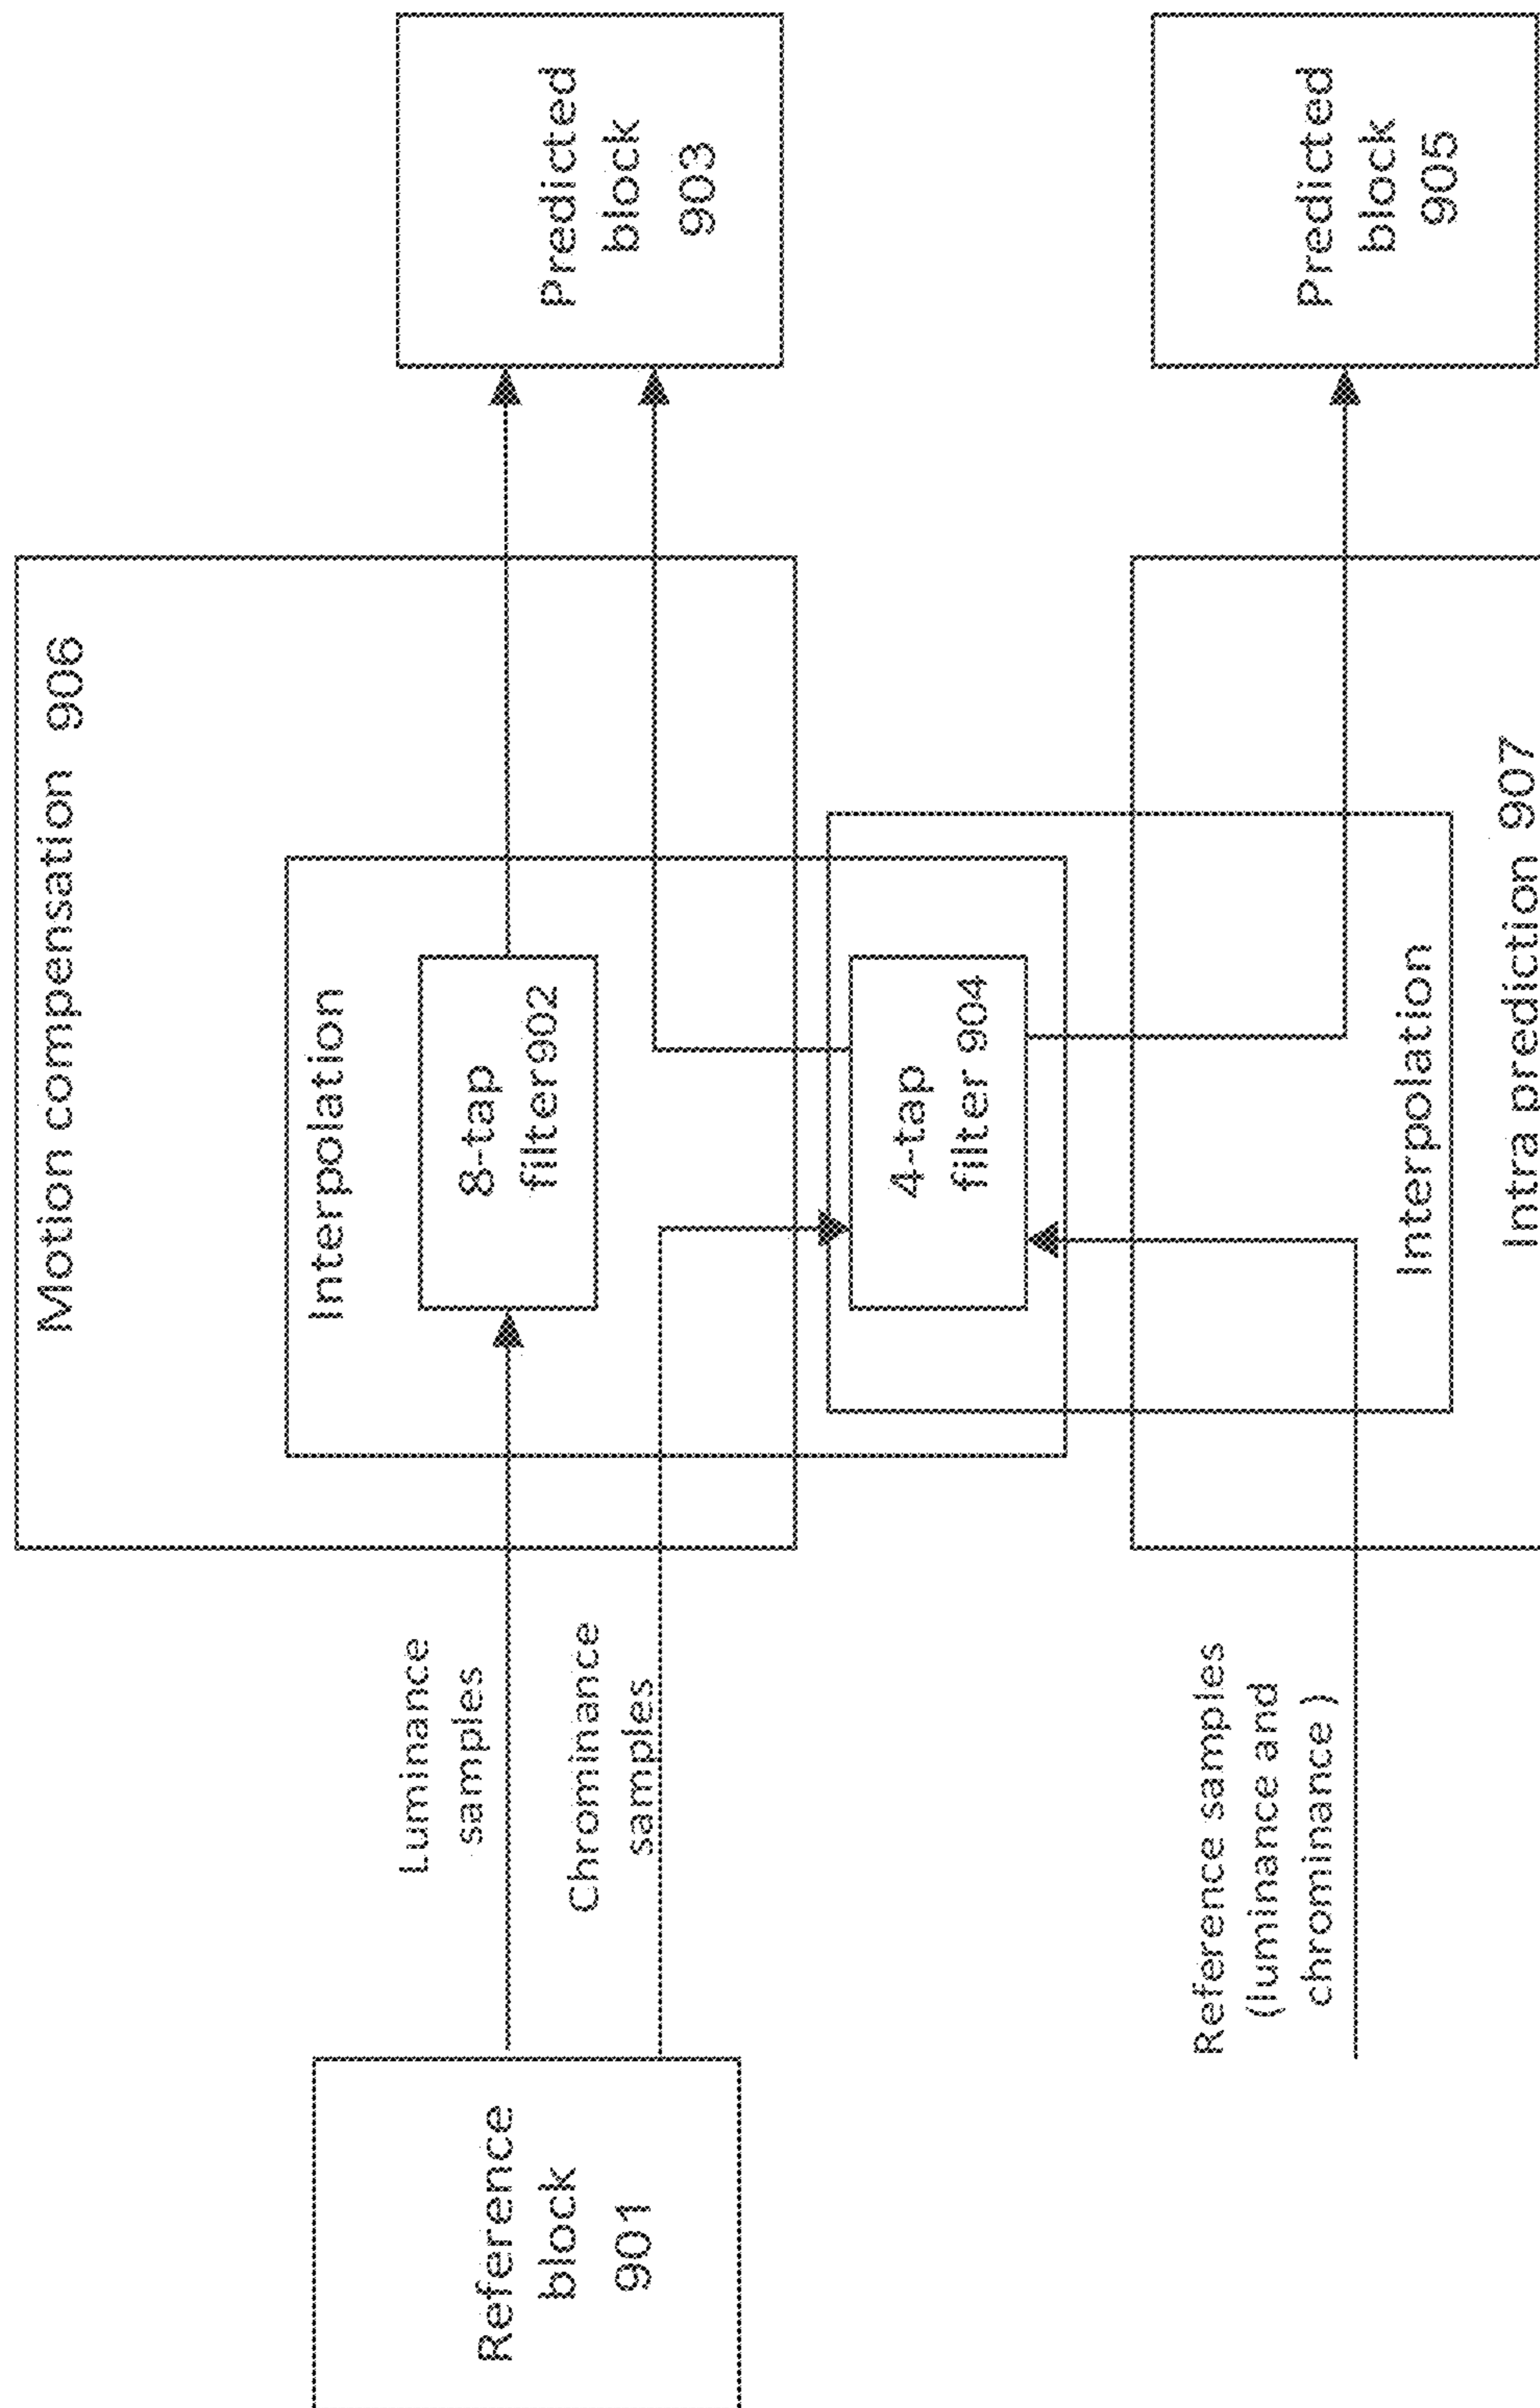 Motion compensation 906
Interpolation
8-tap
filter 902
Luminance
samples
Chrominance
samples
Reference
block
901
Predicted
block
903
4-tap
filter 904
Reference samples
(luminance and
chrominance )
Interpolation
Intra prediction 907
Predicted
block
905